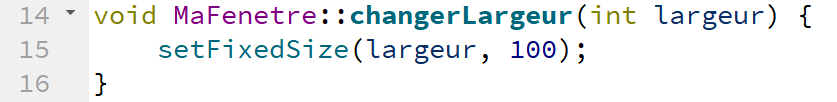 14 void MaFenetre::changerLargeur(int largeur) {
15     setFixedSize(largeur, 100);
16 }